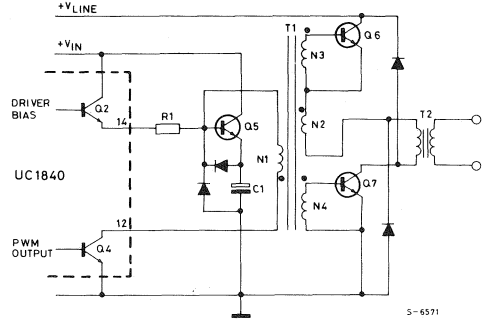 +VLINE
T1
Q6
+VIN
N3
DRIVER
BIAS
Q2
14
R1
Q5
N2
T2
N1
UC1840
C1
Q7
N4
12
PWM
OUTPUT
Q4
S-6571